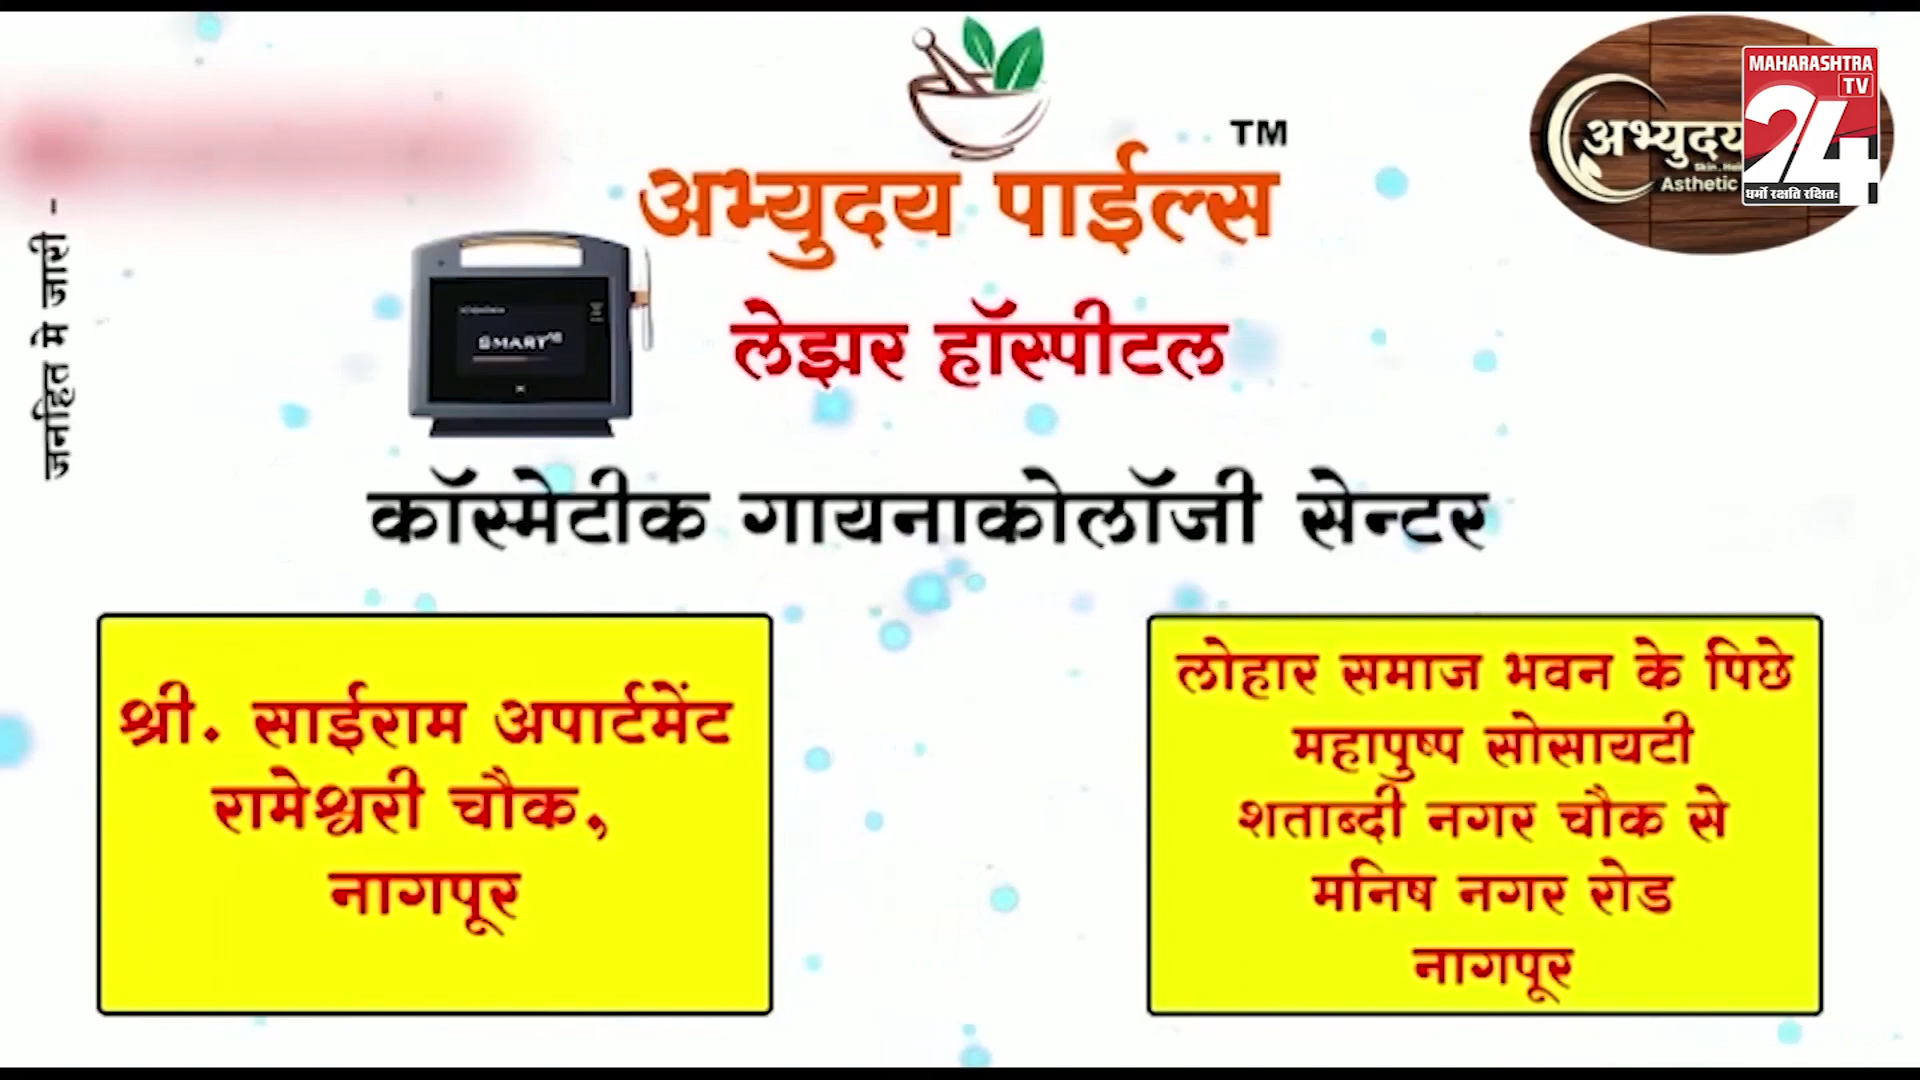 जनहित मे जारी -
TM
अभ्युदय पाईल्स
लेझर हॉस्पीटल
कॉस्मेटीक गायनाकोलॉजी सेन्टर
श्री. साईराम अपार्टमेंट
रामेश्वरी चौक,
नागपूर
लोहार समाज भवन के पिछे
महापुष्प सोसायटी
शताब्दी नगर चौक से
मनिष नगर रोड
नागपूर
SMART
अभ्युदय
Asthetic
MAHARASHTRA
TV
24
धर्मो रक्षति रक्षितः